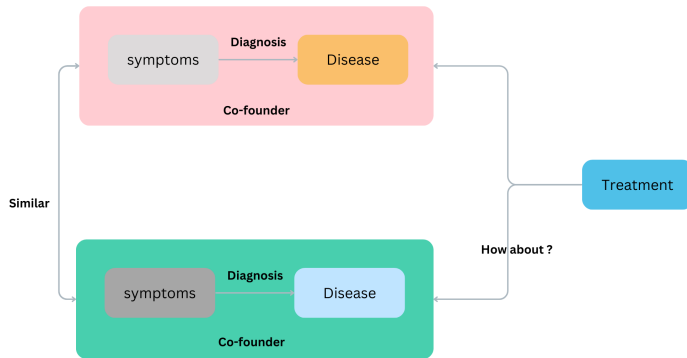 Diagnosis
symptoms
Disease
Co-founder
Similar
Treatment
How about ?
Diagnosis
symptoms
Disease
Co-founder